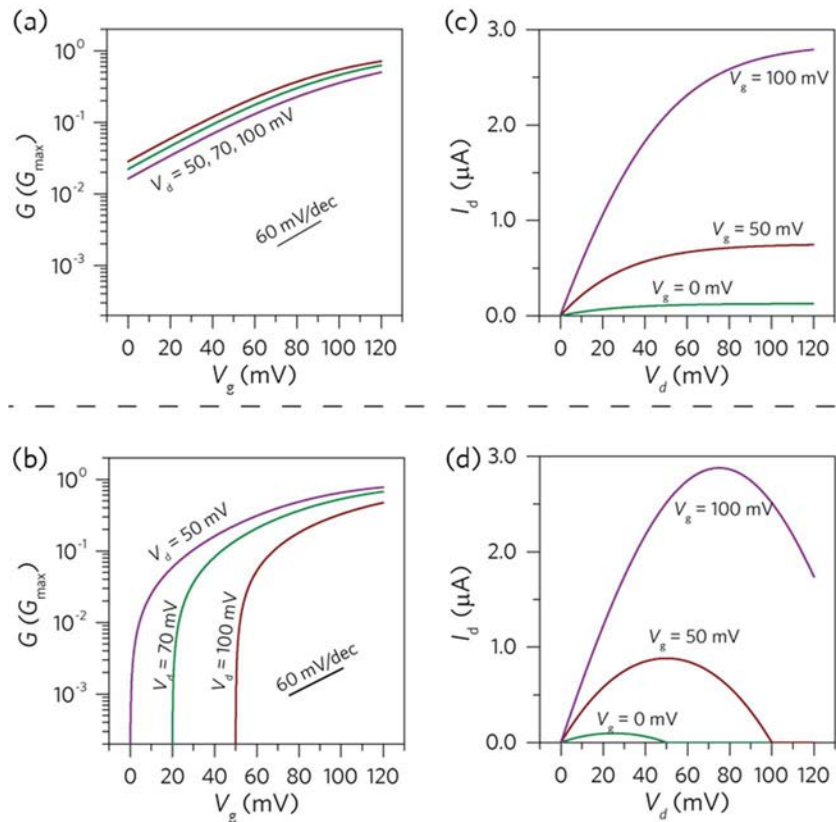 (a)
10⁰
10⁻¹
10⁻²
10⁻³
G (Gmax)
Vd = 50, 70, 100 mV
60 mV/dec
0 20 40 60 80 100 120
Vg (mV)
(c)
3.0
2.0
1.0
0.0
Id (μA)
Vg = 100 mV
Vg = 50 mV
Vg = 0 mV
0 20 40 60 80 100 120
Vd (mV)
(b)
10⁰
10⁻¹
10⁻²
10⁻³
G (Gmax)
Vd = 50 mV
Vd = 70 mV
Vd = 100 mV
60 mV/dec
0 20 40 60 80 100 120
Vg (mV)
(d)
3.0
2.0
1.0
0.0
Id (μA)
Vg = 100 mV
Vg = 50 mV
Vg = 0 mV
0 20 40 60 80 100 120
Vd (mV)